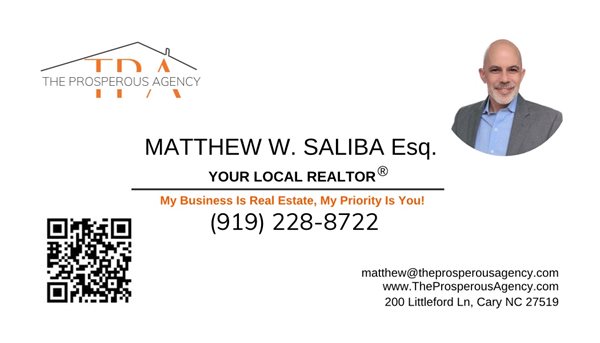 TPA
THE PROSPEROUS AGENCY
MATTHEW W. SALIBA Esq.
YOUR LOCAL REALTOR®
My Business Is Real Estate, My Priority Is You!
(919) 228-8722
matthew@theprosperousagency.com
www.TheProsperousAgency.com
200 Littleford Ln, Cary NC 27519